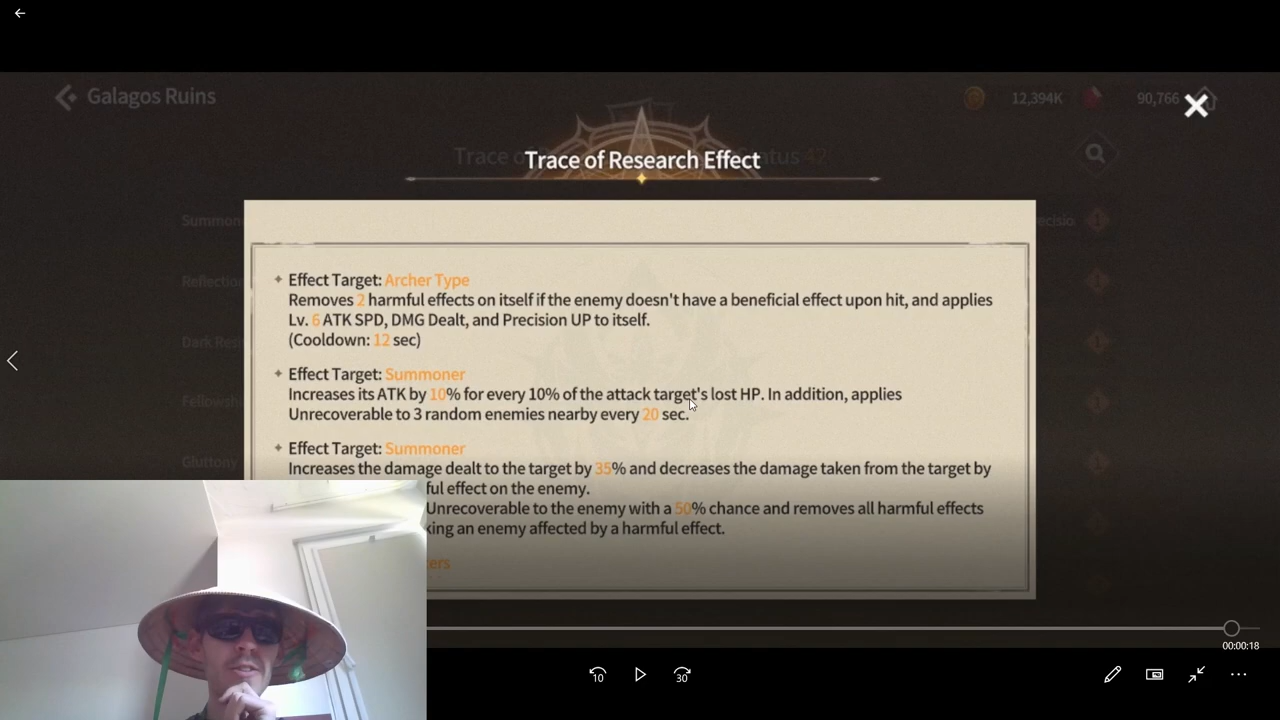 Galagos Ruins
12,394K
90,766
Trace of Research Effect
Effect Target: Archer Type
Removes 2 harmful effects on itself if the enemy doesn't have a beneficial effect upon hit, and applies
Lv. 6 ATK SPD, DMG Dealt, and Precision UP to itself.
(Cooldown: 12 sec)
Effect Target: Summoner
Increases its ATK by 10% for every 10% of the attack target's lost HP. In addition, applies
Unrecoverable to 3 random enemies nearby every 20 sec.
Effect Target: Summoner
Increases the damage dealt to the target by 35% and decreases the damage taken from the target by
ful effect on the enemy.
Unrecoverable to the enemy with a 50% chance and removes all harmful effects
king an enemy affected by a harmful effect.
gers
00:00:18
10
30